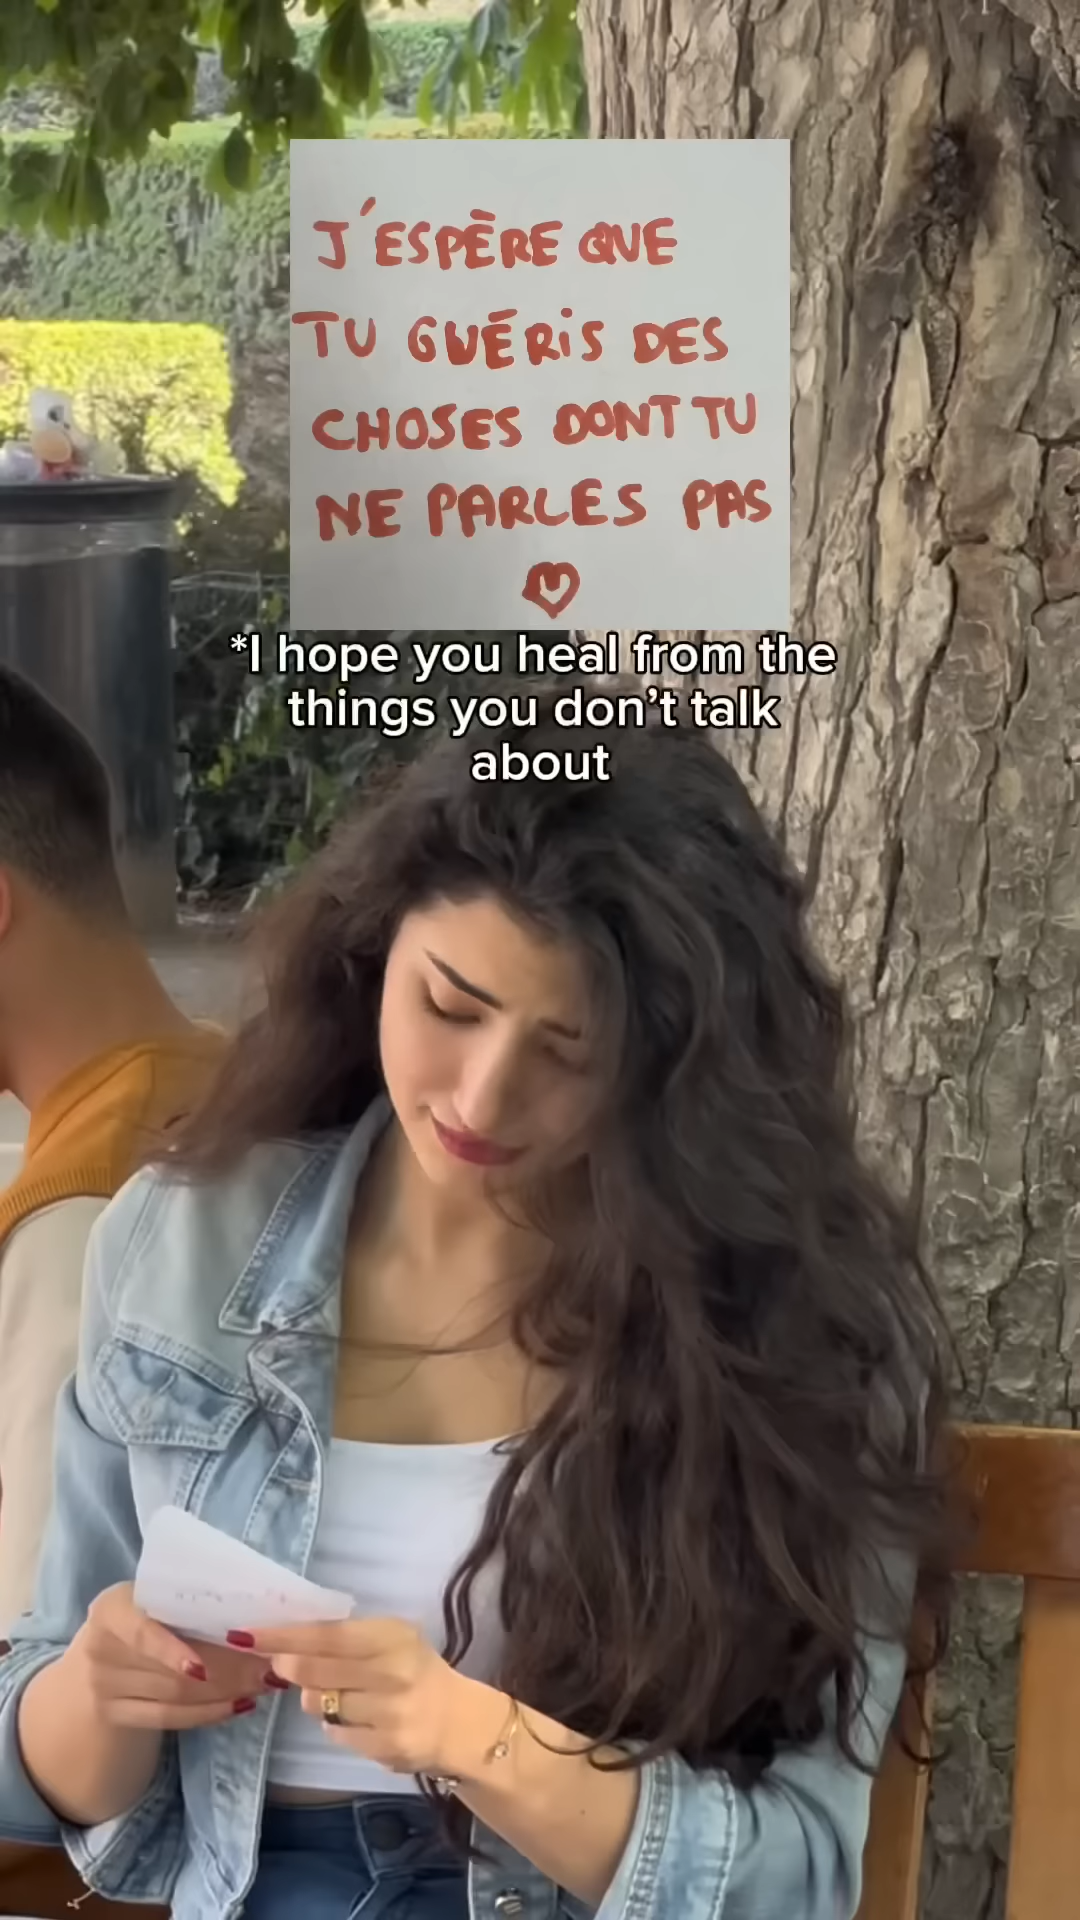 J'ESPÈRE QUE
TU GUÉRiS DES
CHOSES DONT TU
NE PARLES PAS
*I hope you heal from the
things you don't talk
about